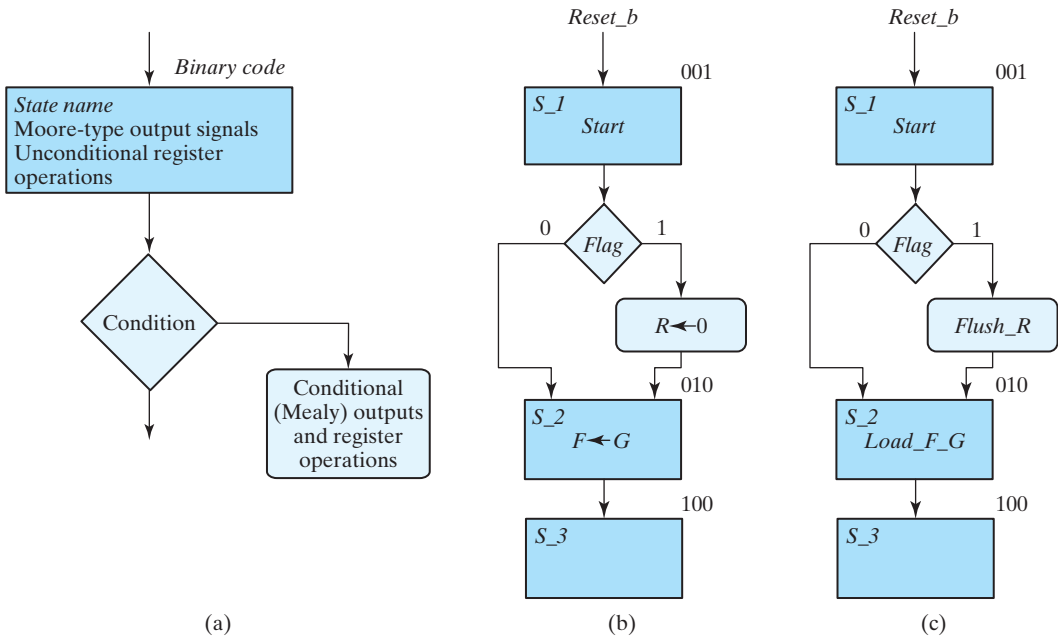 Binary code
State name
Moore-type output signals
Unconditional register
operations
Condition
Conditional
(Mealy) outputs
and register
operations
(a)
Reset_b
001
S_1
Start
0
1
Flag
R←0
010
S_2
F←G
100
S_3
(b)
Reset_b
001
S_1
Start
0
1
Flag
Flush_R
010
S_2
Load_F_G
100
S_3
(c)